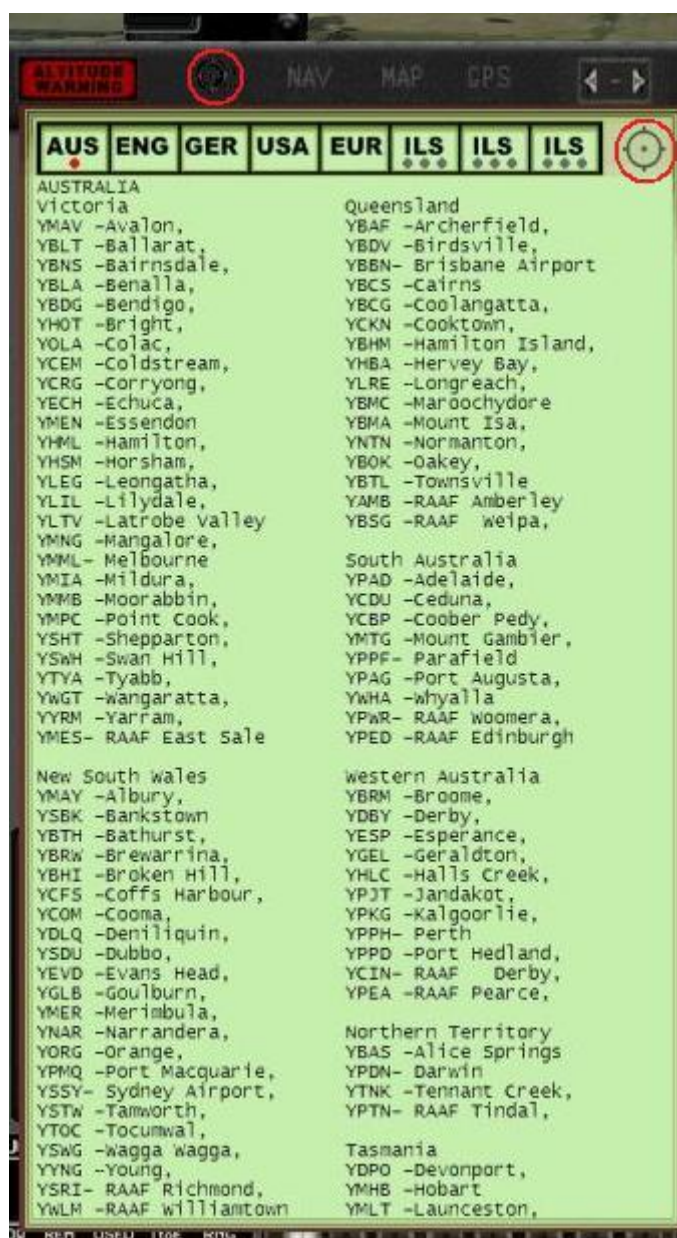 ALTITUDE
WARNING
NAV MAP GPS
AUS ENG GER USA EUR ILS ILS ILS
AUSTRALIA
Victoria
YMAV -Avalon,
YBLT -Ballarat,
YBNS -Bairnsdale,
YBLA -Benalla,
YBDG -Bendigo,
YHOT -Bright,
YOLA -Colac,
YCEM -Coldstream,
YCRG -Corryong,
YECH -Echuca,
YMEN -Essendon
YHML -Hamilton,
YHSM -Horsham,
YLEG -Leongatha,
YLIL -Lilydale,
YLTV -Latrobe Valley
YMNG -Mangalore,
YMML- Melbourne
YMIA -Mildura,
YMMB -Moorabbin,
YMPC -Point Cook,
YSHT -Shepparton,
YSWH -Swan Hill,
YTYA -Tyabb,
YWGT -Wangaratta,
YYRM -Yarram,
YMES- RAAF East Sale
New South Wales
YMAY -Albury,
YSBK -Bankstown
YBTH -Bathurst,
YBRW -Brewarrina,
YBHI -Broken Hill,
YCFS -Coffs Harbour,
YCOM -Cooma,
YDLQ -Deniliquin,
YSDU -Dubbo,
YEVD -Evans Head,
YGLB -Goulburn,
YMER -Merimbula,
YNAR -Narrandera,
YORG -Orange,
YPMQ -Port Macquarie,
YSSY- Sydney Airport,
YSTW -Tamworth,
YTOC -Tocumwal,
YSWG -Wagga Wagga,
YYNG -Young,
YSRI- RAAF Richmond,
YWLM -RAAF Williamtown
Queensland
YBAF -Archerfield,
YBDV -Birdsville,
YBBN- Brisbane Airport
YBCS -Cairns
YBCG -Coolangatta,
YCKN -Cooktown,
YBHM -Hamilton Island,
YHBA -Hervey Bay,
YLRE -Longreach,
YBMC -Maroochydore
YBMA -Mount Isa,
YNTN -Normanton,
YBOK -Oakey,
YBTL -Townsville
YAMB -RAAF Amberley
YBSG -RAAF Weipa,
South Australia
YPAD -Adelaide,
YCDU -Ceduna,
YCBP -Coober Pedy,
YMTG -Mount Gambier,
YPPF- Parafield
YPAG -Port Augusta,
YWHA -Whyalla
YPWR- RAAF Woomera,
YPED -RAAF Edinburgh
Western Australia
YBRM -Broome,
YDBY -Derby,
YESP -Esperance,
YGEL -Geraldton,
YHLC -Halls Creek,
YPJT -Jandakot,
YPKG -Kalgoorlie,
YPPH- Perth
YPPD -Port Hedland,
YCIN- RAAF Derby,
YPEA -RAAF Pearce,
Northern Territory
YBAS -Alice Springs
YPDN- Darwin
YTNK -Tennant Creek,
YPTN- RAAF Tindal,
Tasmania
YDPO -Devonport,
YMHB -Hobart
YMLT -Launceston,